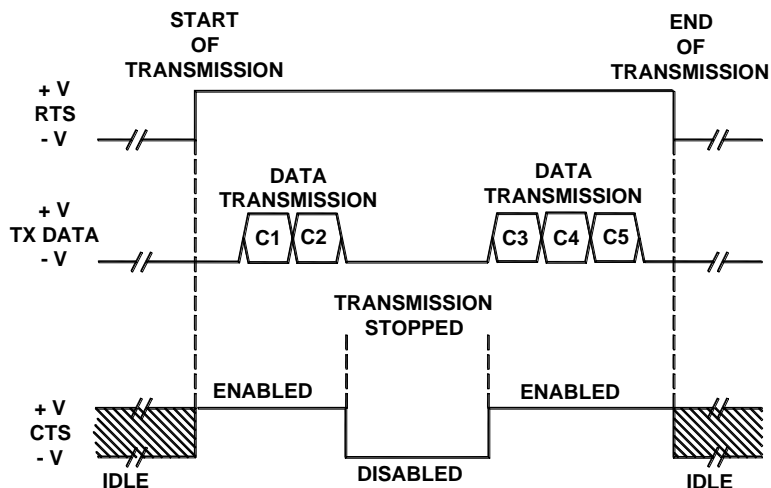 START
OF
TRANSMISSION
END
OF
TRANSMISSION
+ V
RTS
- V
DATA
TRANSMISSION
DATA
TRANSMISSION
+ V
TX DATA
- V
C1
C2
C3
C4
C5
TRANSMISSION
STOPPED
ENABLED
ENABLED
+ V
CTS
- V
IDLE
DISABLED
IDLE